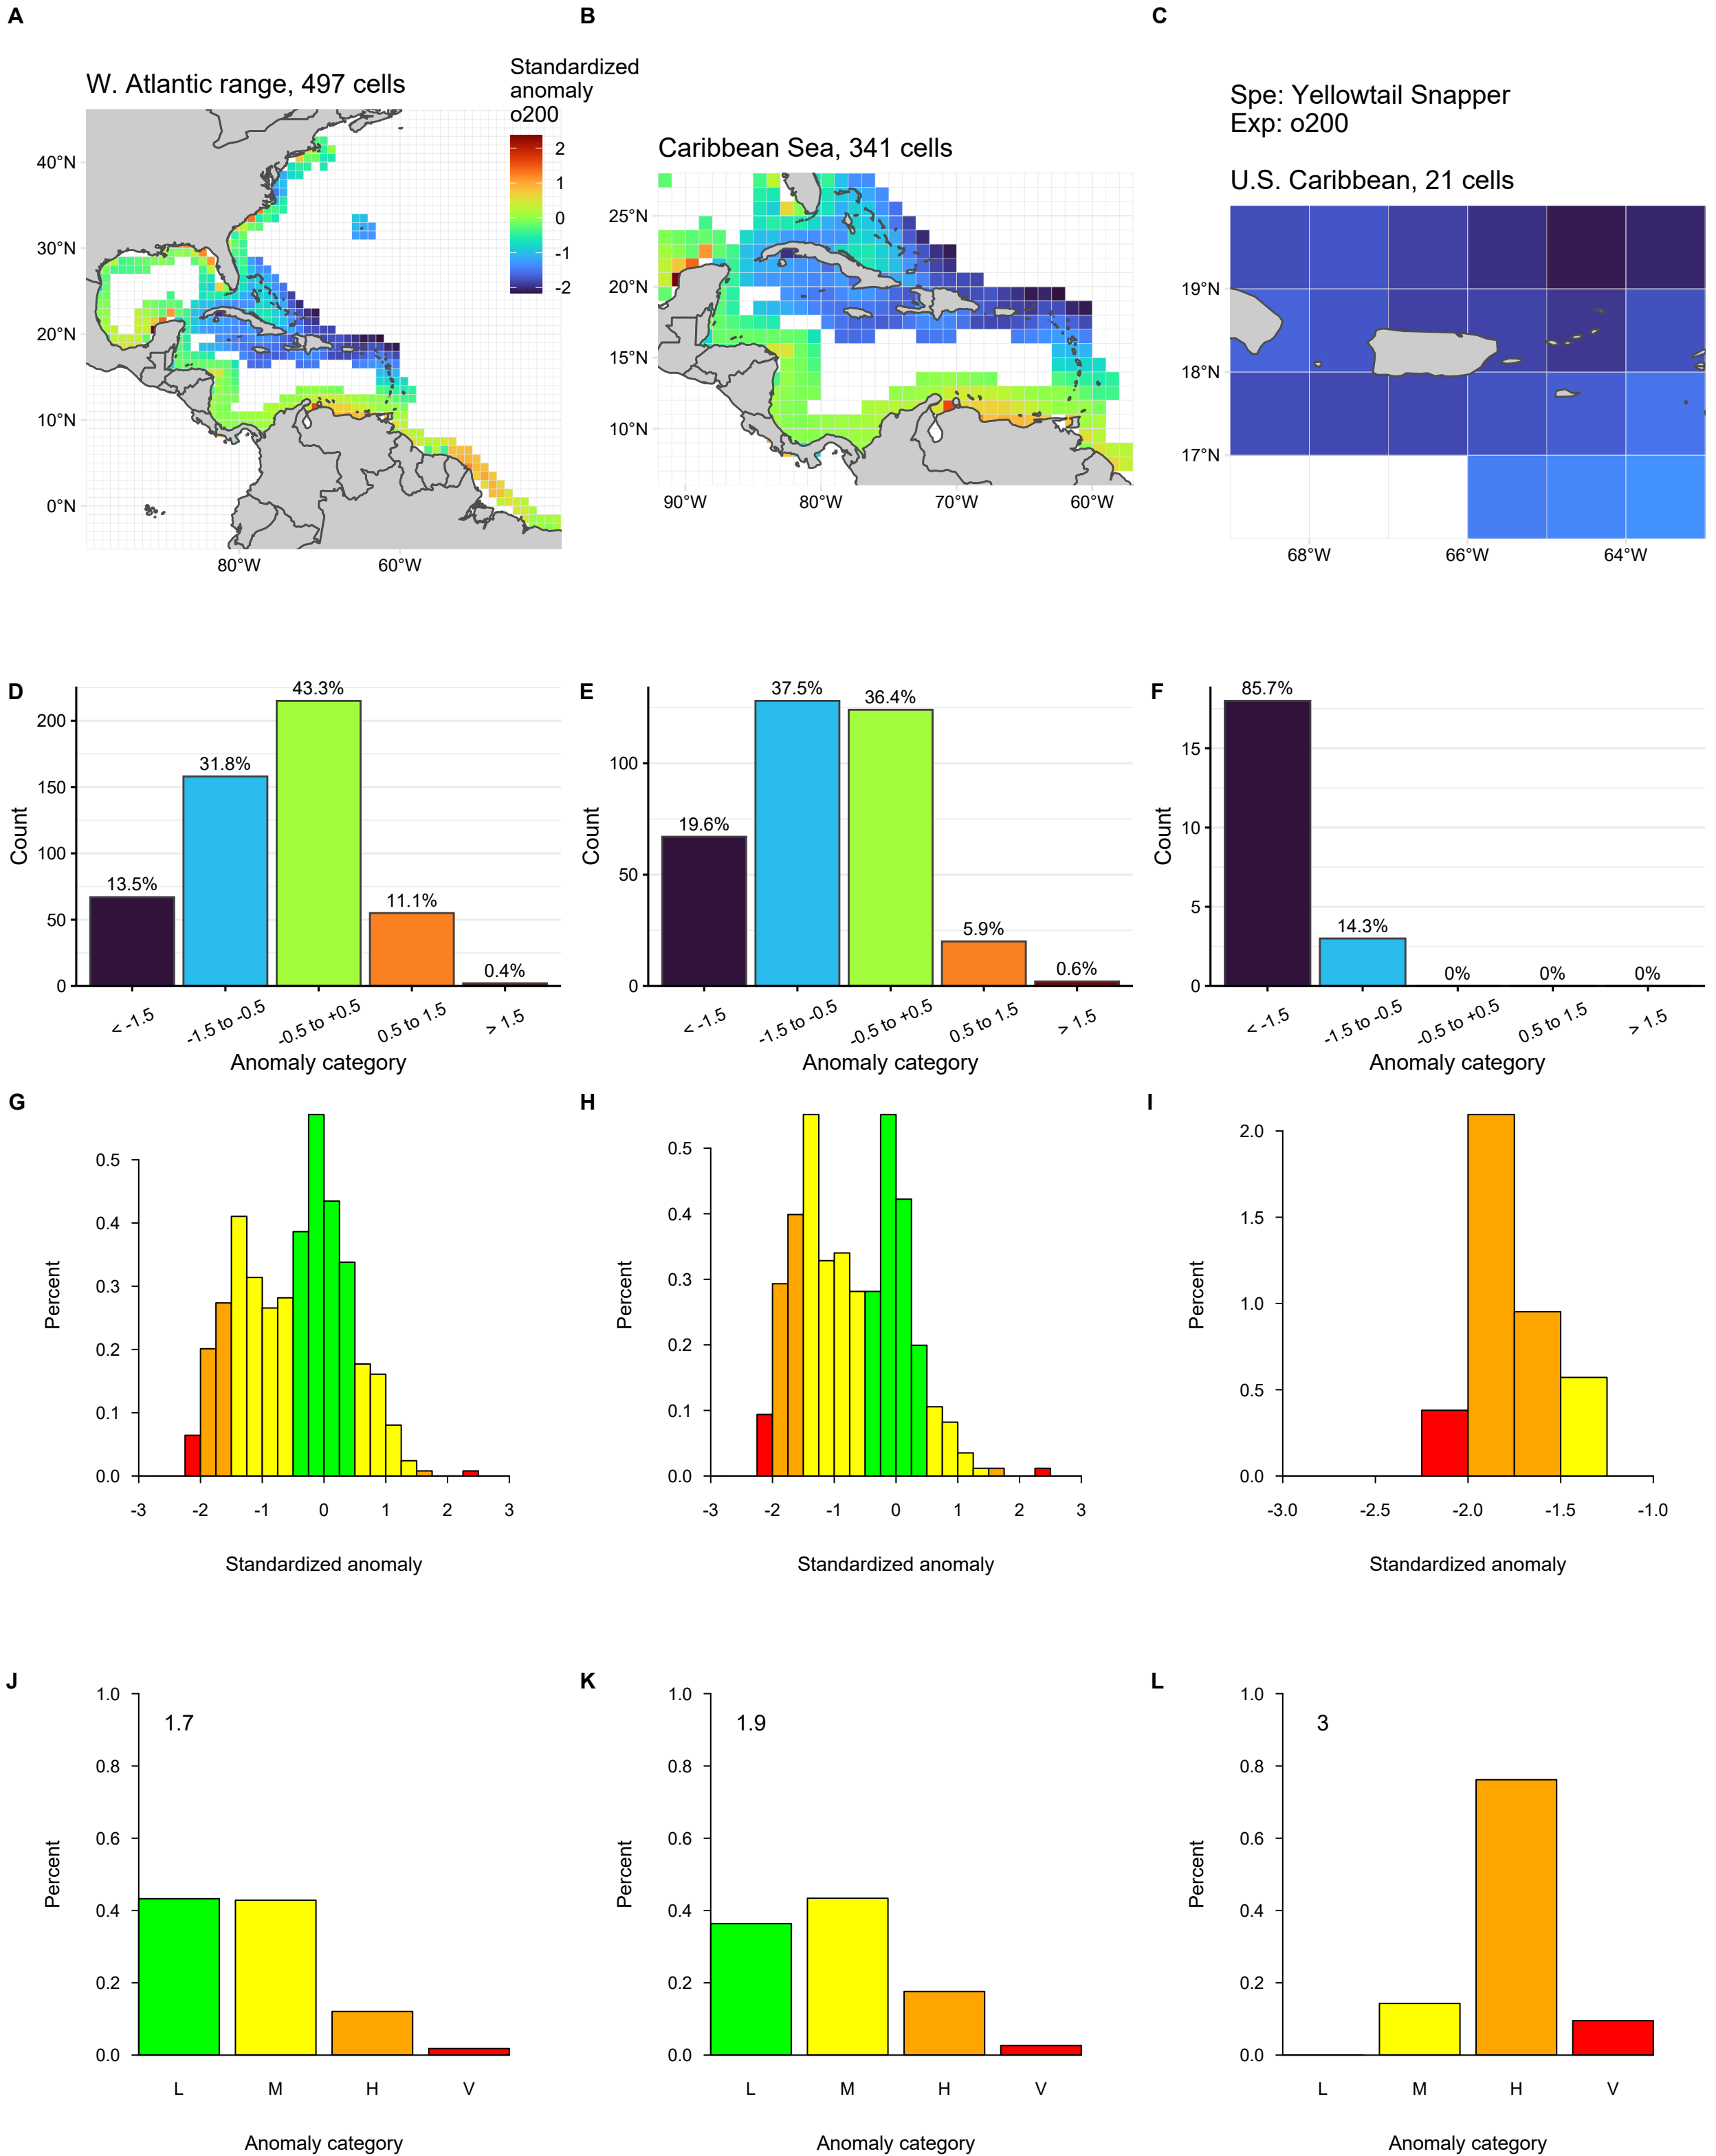 A
B
C
W. Atlantic range, 497 cells
Standardized
anomaly
o200
2
1
0
-1
-2
40°N
30°N
20°N
10°N
0°N
80°W
60°W
Caribbean Sea, 341 cells
25°N
20°N
15°N
10°N
90°W
80°W
70°W
60°W
Spe: Yellowtail Snapper
Exp: o200
U.S. Caribbean, 21 cells
19°N
18°N
17°N
68°W
66°W
64°W
D
Count
200
150
100
50
0
13.5%
31.8%
43.3%
11.1%
0.4%
< -1.5
-1.5 to -0.5
-0.5 to +0.5
0.5 to 1.5
> 1.5
Anomaly category
E
Count
100
50
0
19.6%
37.5%
36.4%
5.9%
0.6%
< -1.5
-1.5 to -0.5
-0.5 to +0.5
0.5 to 1.5
> 1.5
Anomaly category
F
Count
15
10
5
0
85.7%
14.3%
0%
0%
0%
< -1.5
-1.5 to -0.5
-0.5 to +0.5
0.5 to 1.5
> 1.5
Anomaly category
G
Percent
0.5
0.4
0.3
0.2
0.1
0.0
-3
-2
-1
0
1
2
3
Standardized anomaly
H
Percent
0.5
0.4
0.3
0.2
0.1
0.0
-3
-2
-1
0
1
2
3
Standardized anomaly
I
Percent
2.0
1.5
1.0
0.5
0.0
-3.0
-2.5
-2.0
-1.5
-1.0
Standardized anomaly
J
Percent
1.0
0.8
0.6
0.4
0.2
0.0
1.7
L
M
H
V
Anomaly category
K
Percent
1.0
0.8
0.6
0.4
0.2
0.0
1.9
L
M
H
V
Anomaly category
L
Percent
1.0
0.8
0.6
0.4
0.2
0.0
3
L
M
H
V
Anomaly category